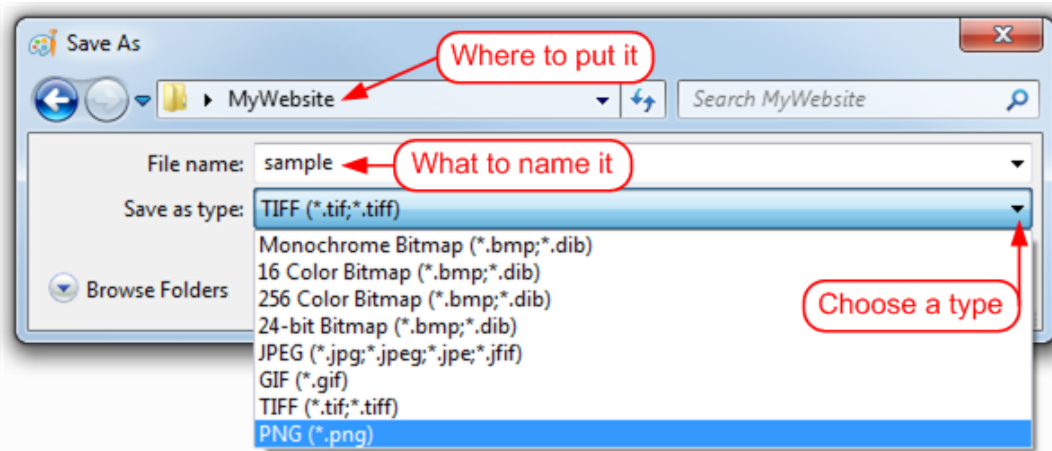 Save As
Where to put it
MyWebsite
Search MyWebsite
File name: sample
What to name it
Save as type: TIFF (*.tif;*.tiff)
Monochrome Bitmap (*.bmp;*.dib)
16 Color Bitmap (*.bmp;*.dib)
256 Color Bitmap (*.bmp;*.dib)
24-bit Bitmap (*.bmp;*.dib)
JPEG (*.jpg;*.jpeg;*.jpe;*.jfif)
GIF (*.gif)
TIFF (*.tif;*.tiff)
PNG (*.png)
Browse Folders
Choose a type